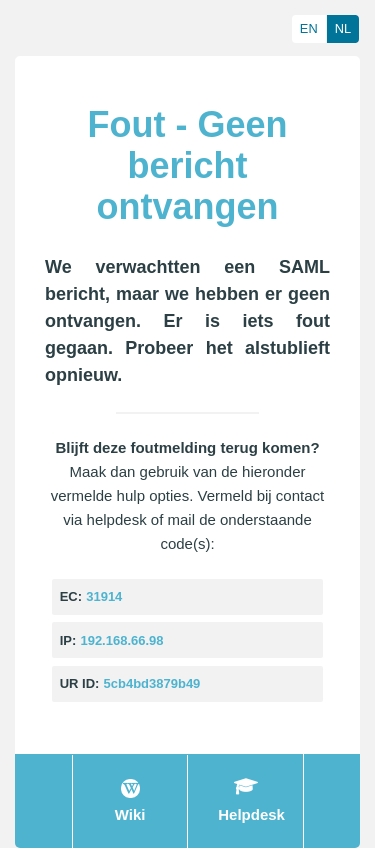 EN NL
Fout - Geen
bericht
ontvangen
We verwachtten een SAML
bericht, maar we hebben er geen
ontvangen. Er is iets fout
gegaan. Probeer het alstublieft
opnieuw.
Blijft deze foutmelding terug komen?
Maak dan gebruik van de hieronder
vermelde hulp opties. Vermeld bij contact
via helpdesk of mail de onderstaande
code(s):
EC: 31914
IP: 192.168.66.98
UR ID: 5cb4bd3879b49
Wiki Helpdesk